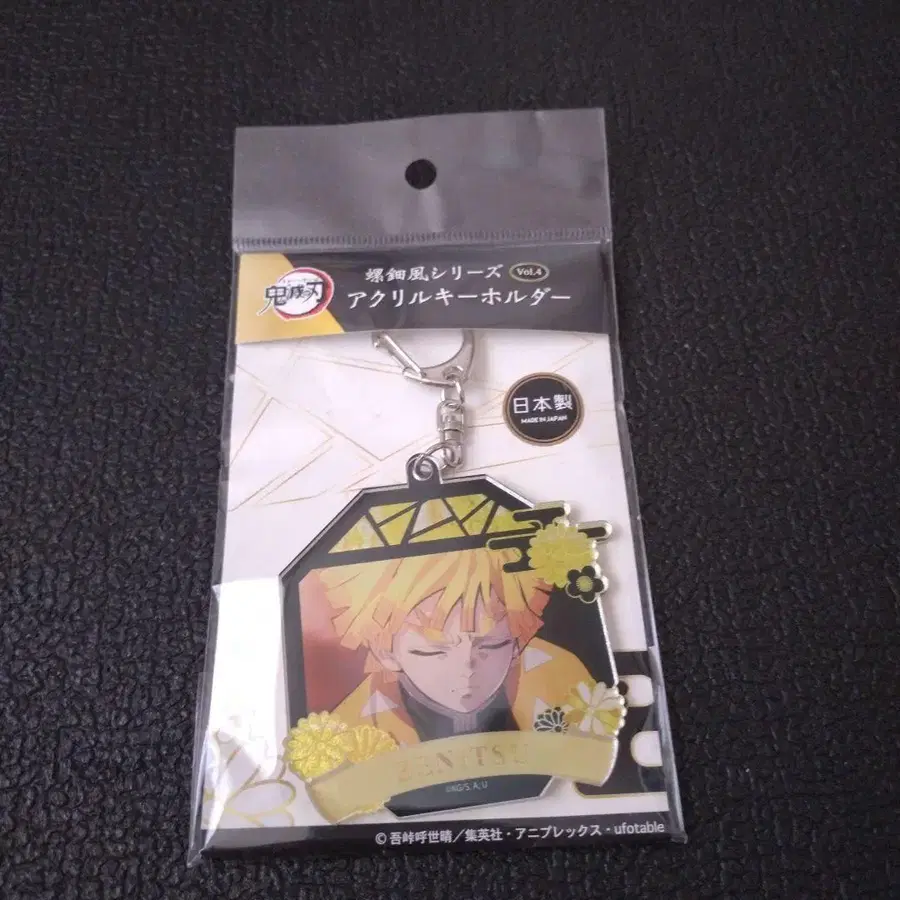 鬼滅の刃
螺鈿風シリーズ Vol.4
アクリルキーホルダー
日本製
MADE IN JAPAN
ZENITSU
©KG/S, A, U
© 吾峠呼世晴／集英社・アニプレックス・ufotable